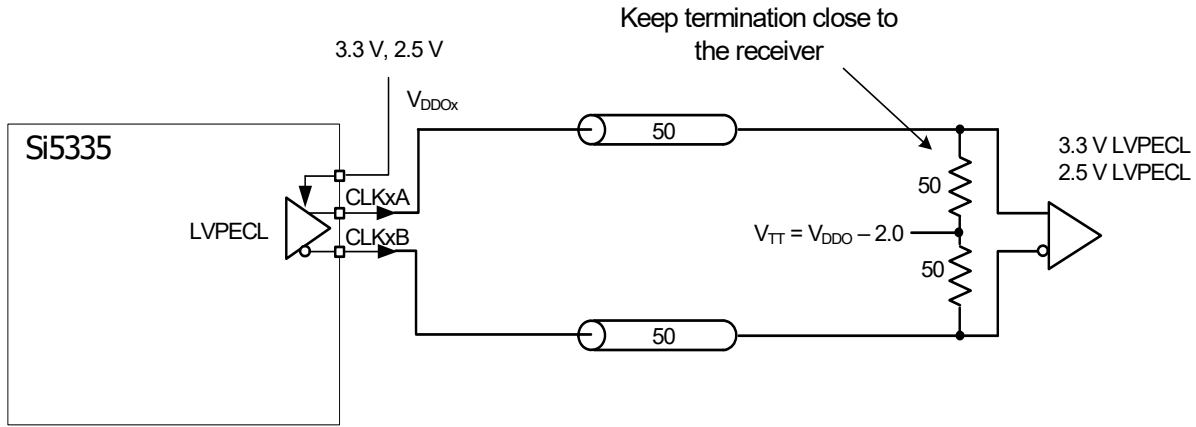 Keep termination close to
the receiver
3.3 V, 2.5 V
VDDOx
50
Si5335
3.3 V LVPECL
2.5 V LVPECL
CLKxA
50
LVPECL
VTT = VDDO – 2.0
CLKxB
50
50